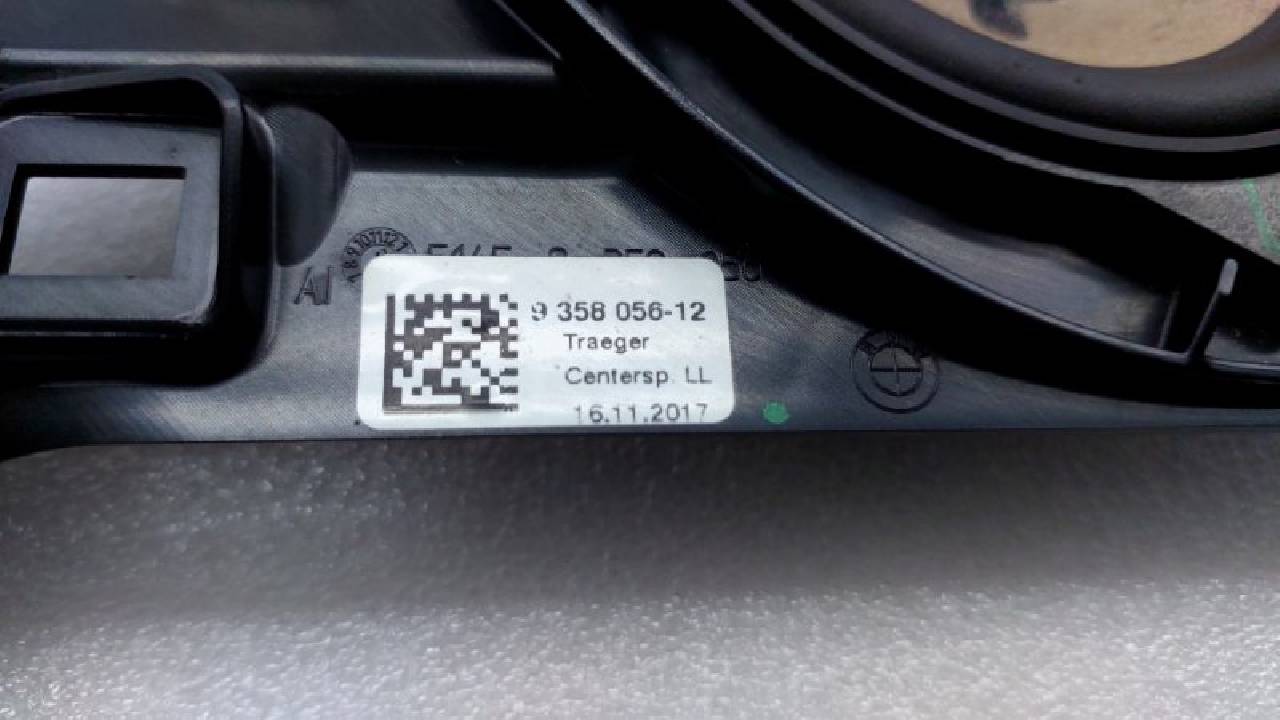 9 358 056-12
Traeger
Centersp. LL
16.11.2017